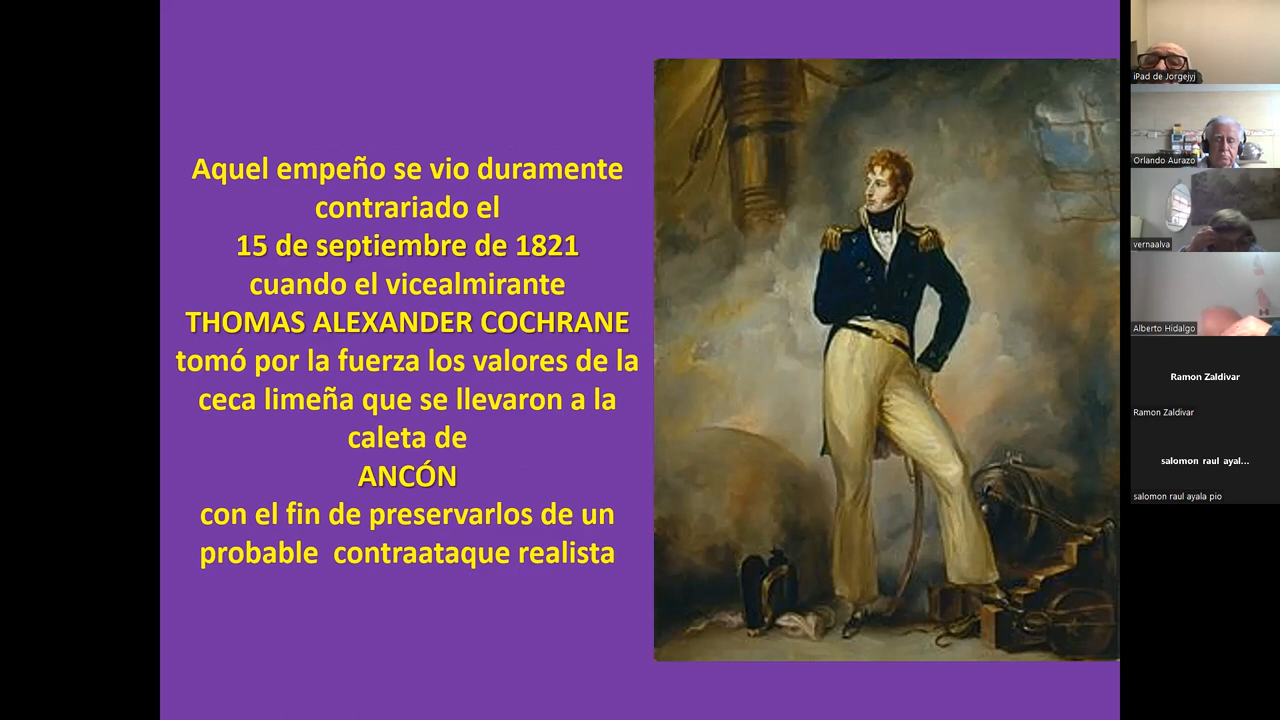 Aquel empeño se vio duramente
contrariado el
15 de septiembre de 1821
cuando el vicealmirante
THOMAS ALEXANDER COCHRANE
tomó por la fuerza los valores de la
ceca limeña que se llevaron a la
caleta de
ANCÓN
con el fin de preservarlos de un
probable contraataque realista
iPad de Jorgejyj
Orlando Aurazo
vernaalva
Alberto Hidalgo
Ramon Zaldivar
Ramon Zaldivar
salomon raul ayal...
salomon raul ayala pio